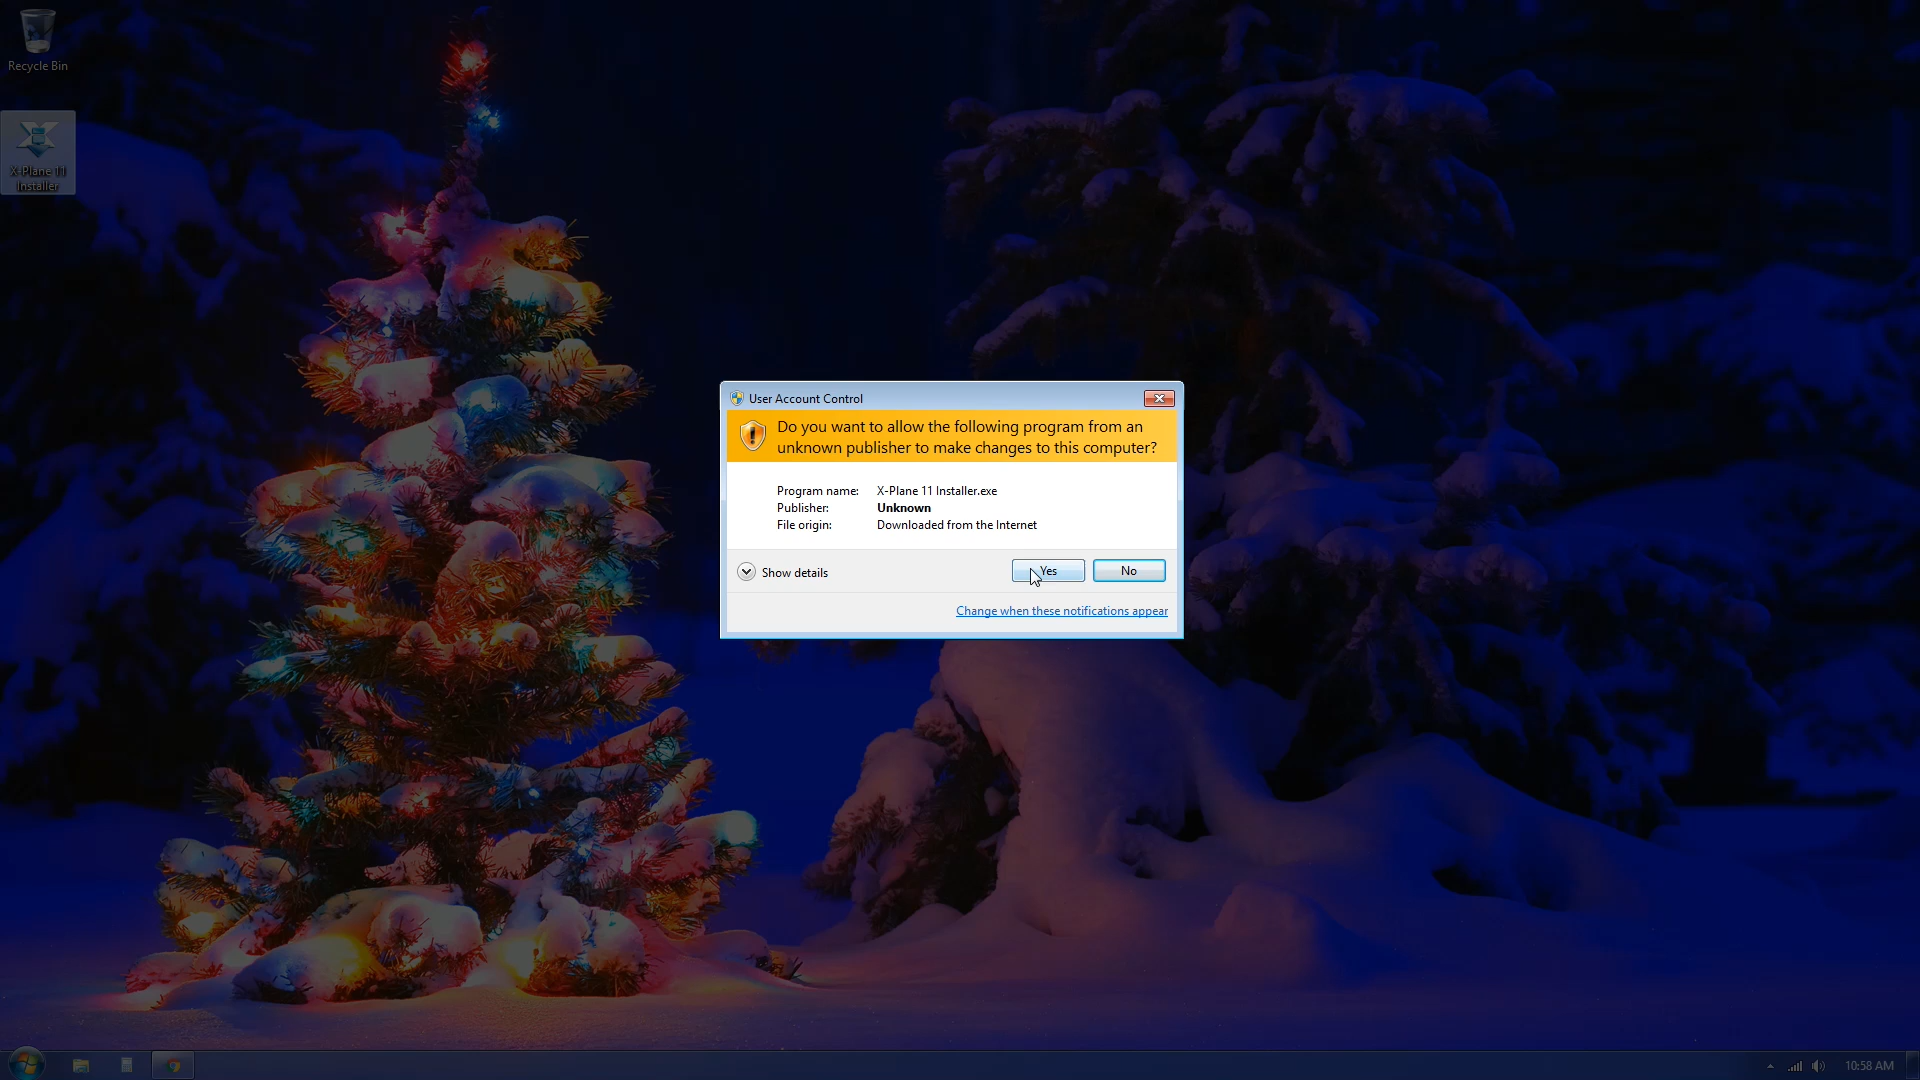 Recycle Bin
X-Plane 11
Installer
User Account Control
Do you want to allow the following program from an
unknown publisher to make changes to this computer?
Program name: X-Plane 11 Installer.exe
Publisher: Unknown
File origin: Downloaded from the Internet
Show details
Yes
No
Change when these notifications appear
10:58 AM